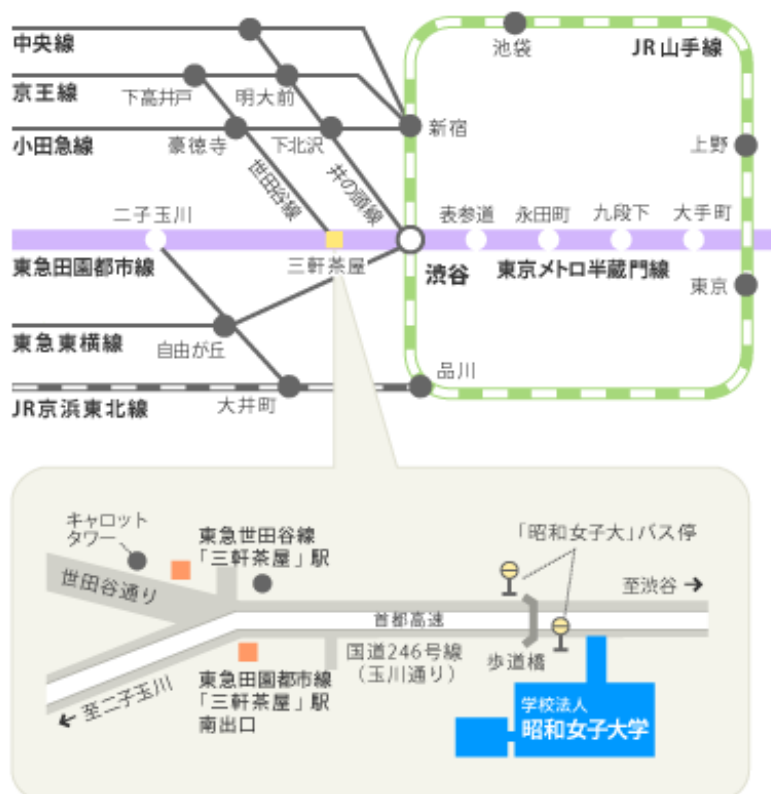 中央線
池袋
JR山手線
京王線
下高井戸
明大前
小田急線
豪徳寺
下北沢
新宿
上野
世田谷線
井の頭線
二子玉川
表参道
永田町
九段下
大手町
東急田園都市線
三軒茶屋
渋谷
東京メトロ半蔵門線
東京
東急東横線
自由が丘
品川
JR京浜東北線
大井町
キャロット
タワー
東急世田谷線
「三軒茶屋」駅
「昭和女子大」バス停
世田谷通り
至渋谷→
首都高速
国道246号線
(玉川通り)
歩道橋
←至二子玉川
東急田園都市線
「三軒茶屋」駅
南出口
学校法人
昭和女子大学